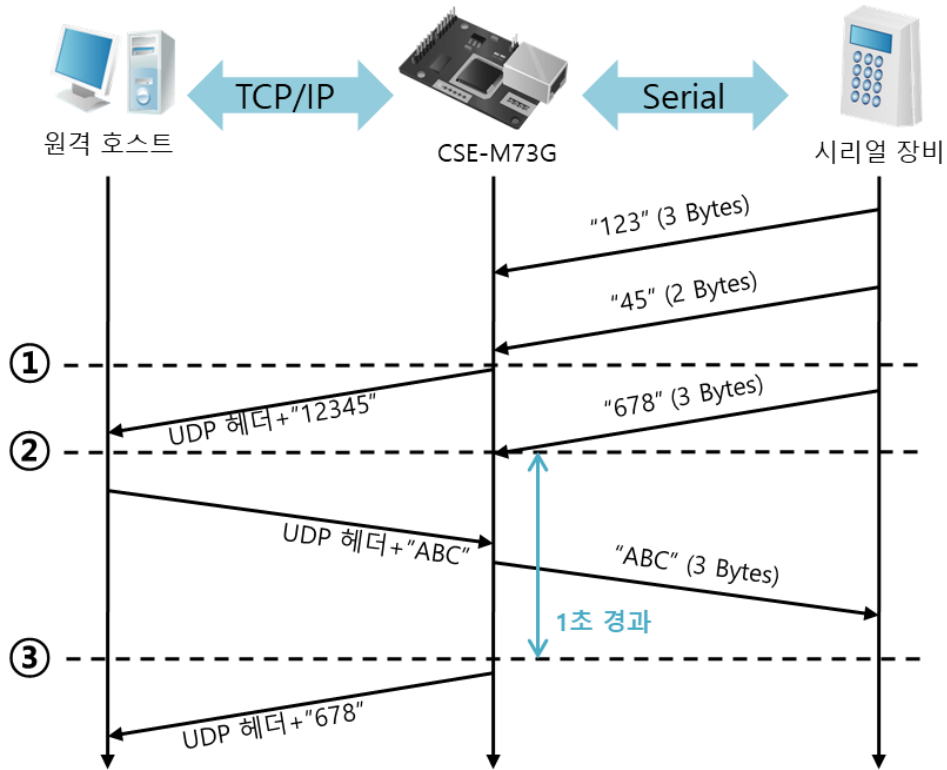 TCP/IP
Serial
원격 호스트
CSE-M73G
시리얼 장비
“123” (3 Bytes)
“45” (2 Bytes)
①
UDP 헤더+“12345”
“678” (3 Bytes)
②
UDP 헤더+“ABC”
“ABC” (3 Bytes)
1초 경과
③
UDP 헤더+“678”